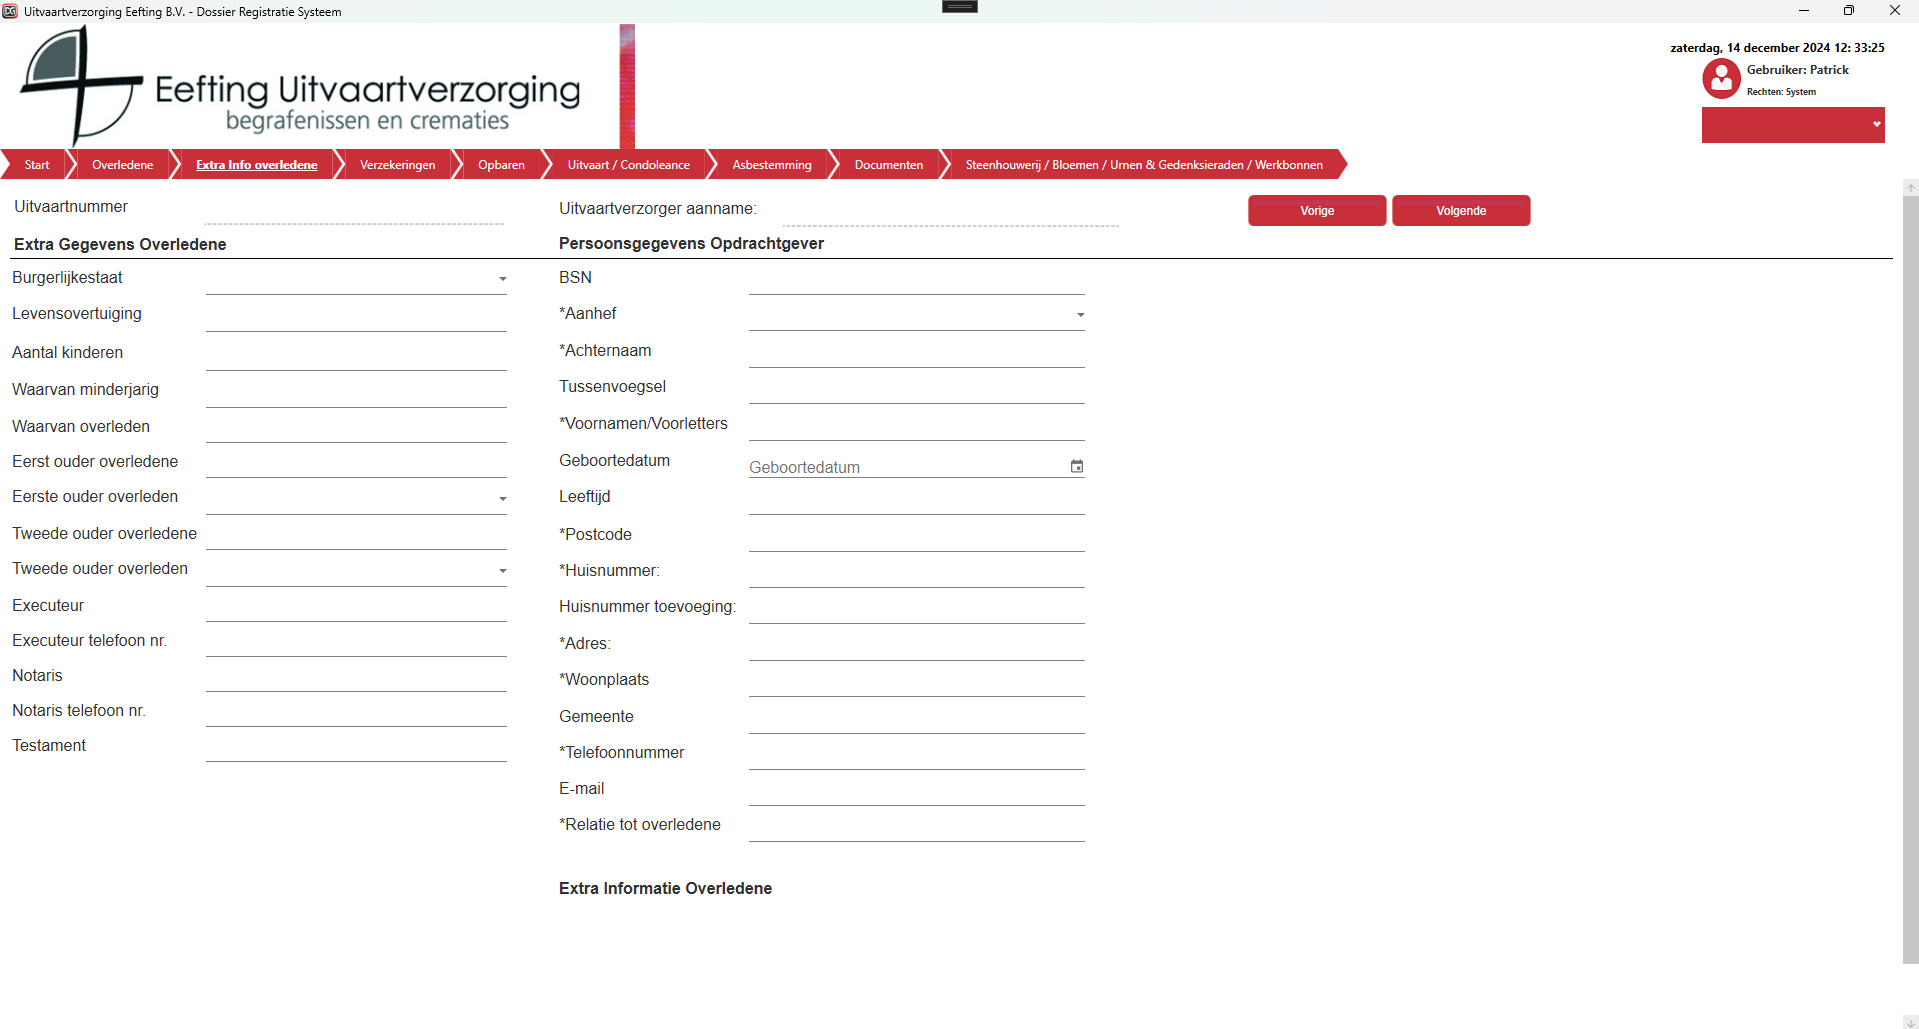 Uitvaartverzorging Eefting B.V. - Dossier Registratie Systeem
Eefting Uitvaartverzorging
begrafenissen en crematies
zaterdag, 14 december 2024 12: 33:25
Gebruiker: Patrick
Rechten: System
Start Overledene Extra Info overledene Verzekeringen Opbaren Uitvaart / Condoleance Asbestemming Documenten Steenhouwerij / Bloemen / Urnen & Gedenksieraden / Werkbonnen
Uitvaartnummer
Uitvaartverzorger aanname:
Vorige Volgende
Extra Gegevens Overledene
Burgerlijkestaat
Levensovertuiging
Aantal kinderen
Waarvan minderjarig
Waarvan overleden
Eerst ouder overledene
Eerste ouder overleden
Tweede ouder overledene
Tweede ouder overleden
Executeur
Executeur telefoon nr.
Notaris
Notaris telefoon nr.
Testament
Persoonsgegevens Opdrachtgever
BSN
*Aanhef
*Achternaam
Tussenvoegsel
*Voornamen/Voorletters
Geboortedatum Geboortedatum
Leeftijd
*Postcode
*Huisnummer:
Huisnummer toevoeging:
*Adres:
*Woonplaats
Gemeente
*Telefoonnummer
E-mail
*Relatie tot overledene
Extra Informatie Overledene